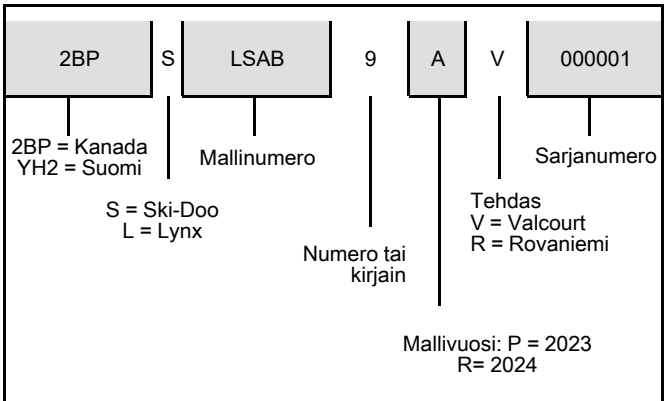 2BP S LSAB 9 A V 000001
2BP = Kanada
YH2 = Suomi
Mallinumero
Sarjanumero
S = Ski-Doo
L = Lynx
Tehdas
V = Valcourt
R = Rovaniemi
Numero tai
kirjain
Mallivuosi: P = 2023
R= 2024